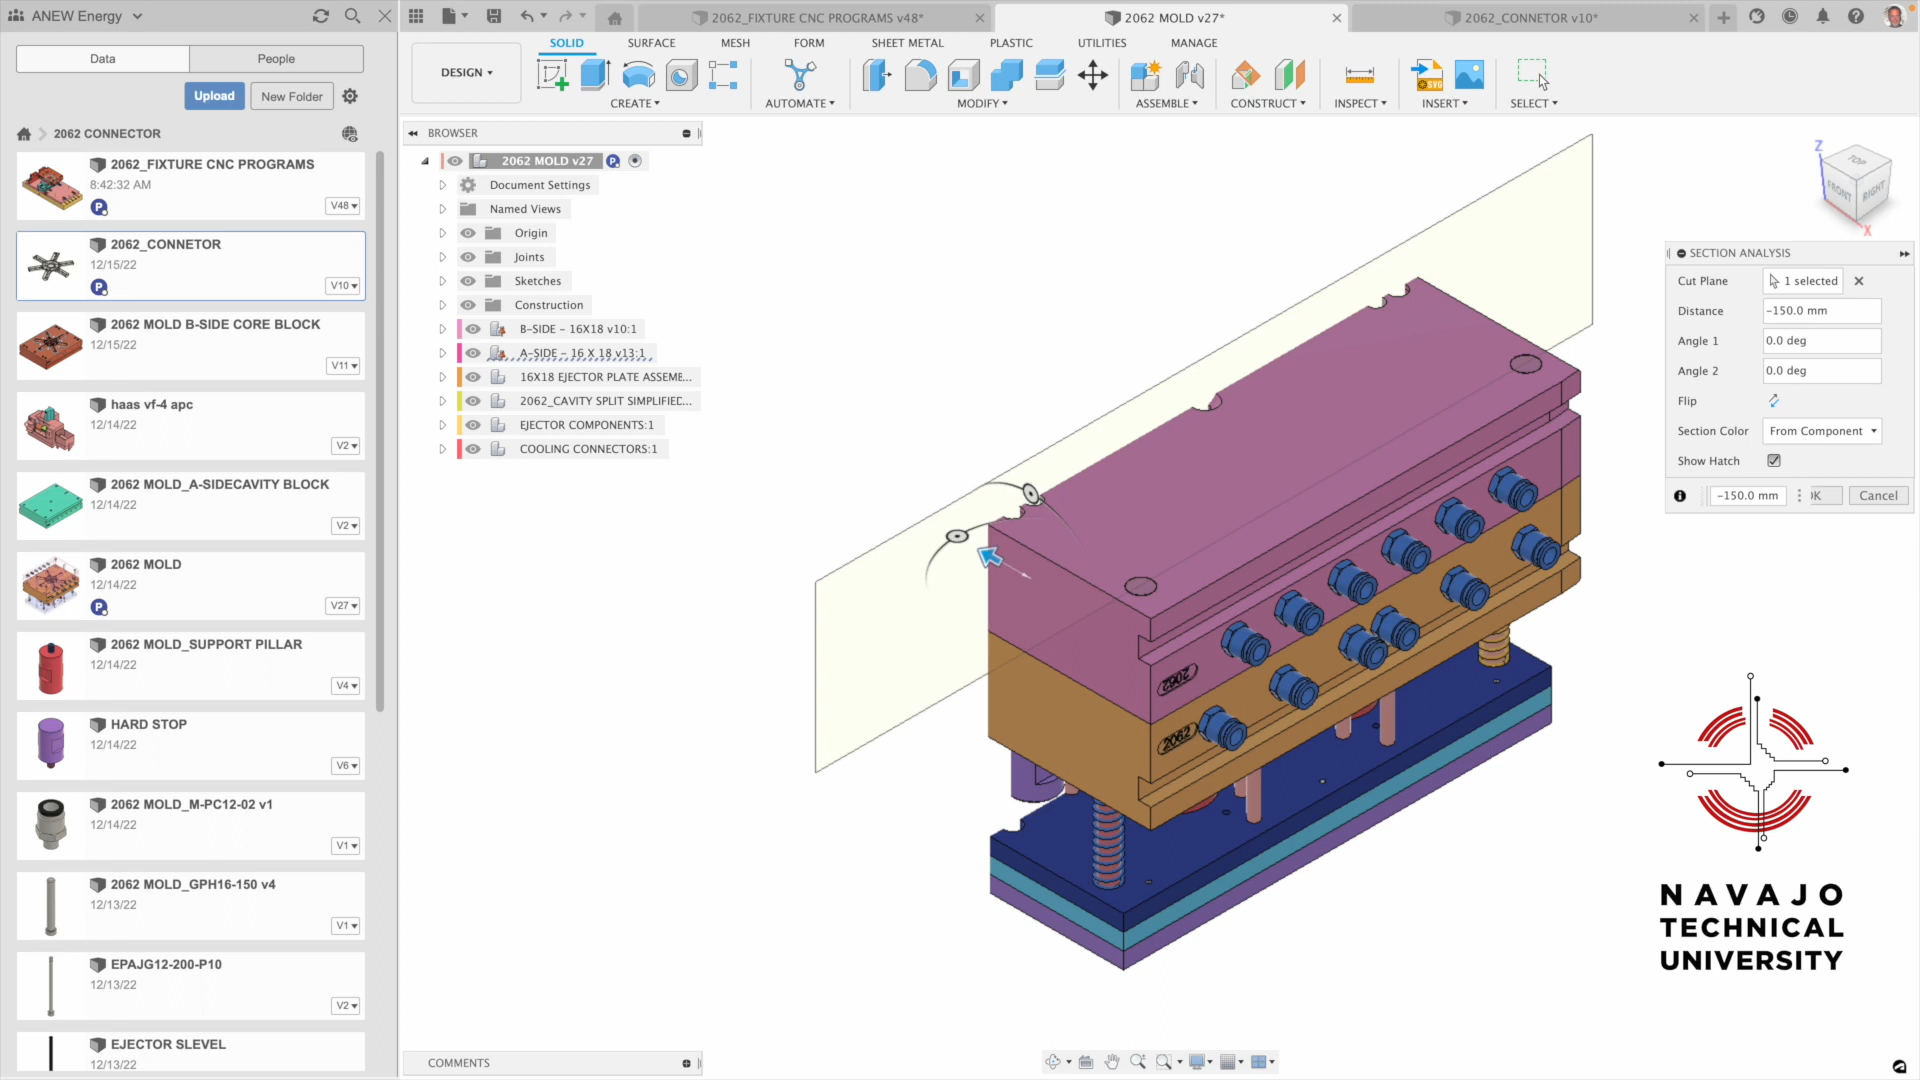 ANEW Energy
Data
People
Upload
New Folder
2062 CONNECTOR
2062_FIXTURE CNC PROGRAMS
8:42:32 AM
V48
2062_CONNETOR
12/15/22
V10
2062 MOLD B-SIDE CORE BLOCK
12/15/22
V11
haas vf-4 apc
12/14/22
V2
2062 MOLD_A-SIDECAVITY BLOCK
12/14/22
V2
2062 MOLD
12/14/22
V27
2062 MOLD_SUPPORT PILLAR
12/14/22
V4
HARD STOP
12/14/22
V6
2062 MOLD_M-PC12-02 v1
12/14/22
V1
2062 MOLD_GPH16-150 v4
12/13/22
V1
EPAJG12-200-P10
12/13/22
V2
EJECTOR SLEVEL
12/13/22
2062_FIXTURE CNC PROGRAMS v48*
2062 MOLD v27*
2062_CONNETOR v10*
DESIGN
SOLID
SURFACE
MESH
FORM
SHEET METAL
PLASTIC
UTILITIES
MANAGE
CREATE
AUTOMATE
MODIFY
ASSEMBLE
CONSTRUCT
INSPECT
INSERT
SELECT
SVG
BROWSER
2062 MOLD v27
Document Settings
Named Views
Origin
Joints
Sketches
Construction
B-SIDE - 16X18 v10:1
A-SIDE - 16 X 18 v13:1
16X18 EJECTOR PLATE ASSEME...
2062_CAVITY SPLIT SIMPLIFIED...
EJECTOR COMPONENTS:1
COOLING CONNECTORS:1
Z
TOP
FRONT
RIGHT
X
SECTION ANALYSIS
Cut Plane
1 selected
Distance
-150.0 mm
Angle 1
0.0 deg
Angle 2
0.0 deg
Flip
Section Color
From Component
Show Hatch
-150.0 mm
Cancel
2062
2062
NAVAJO
TECHNICAL
UNIVERSITY
COMMENTS